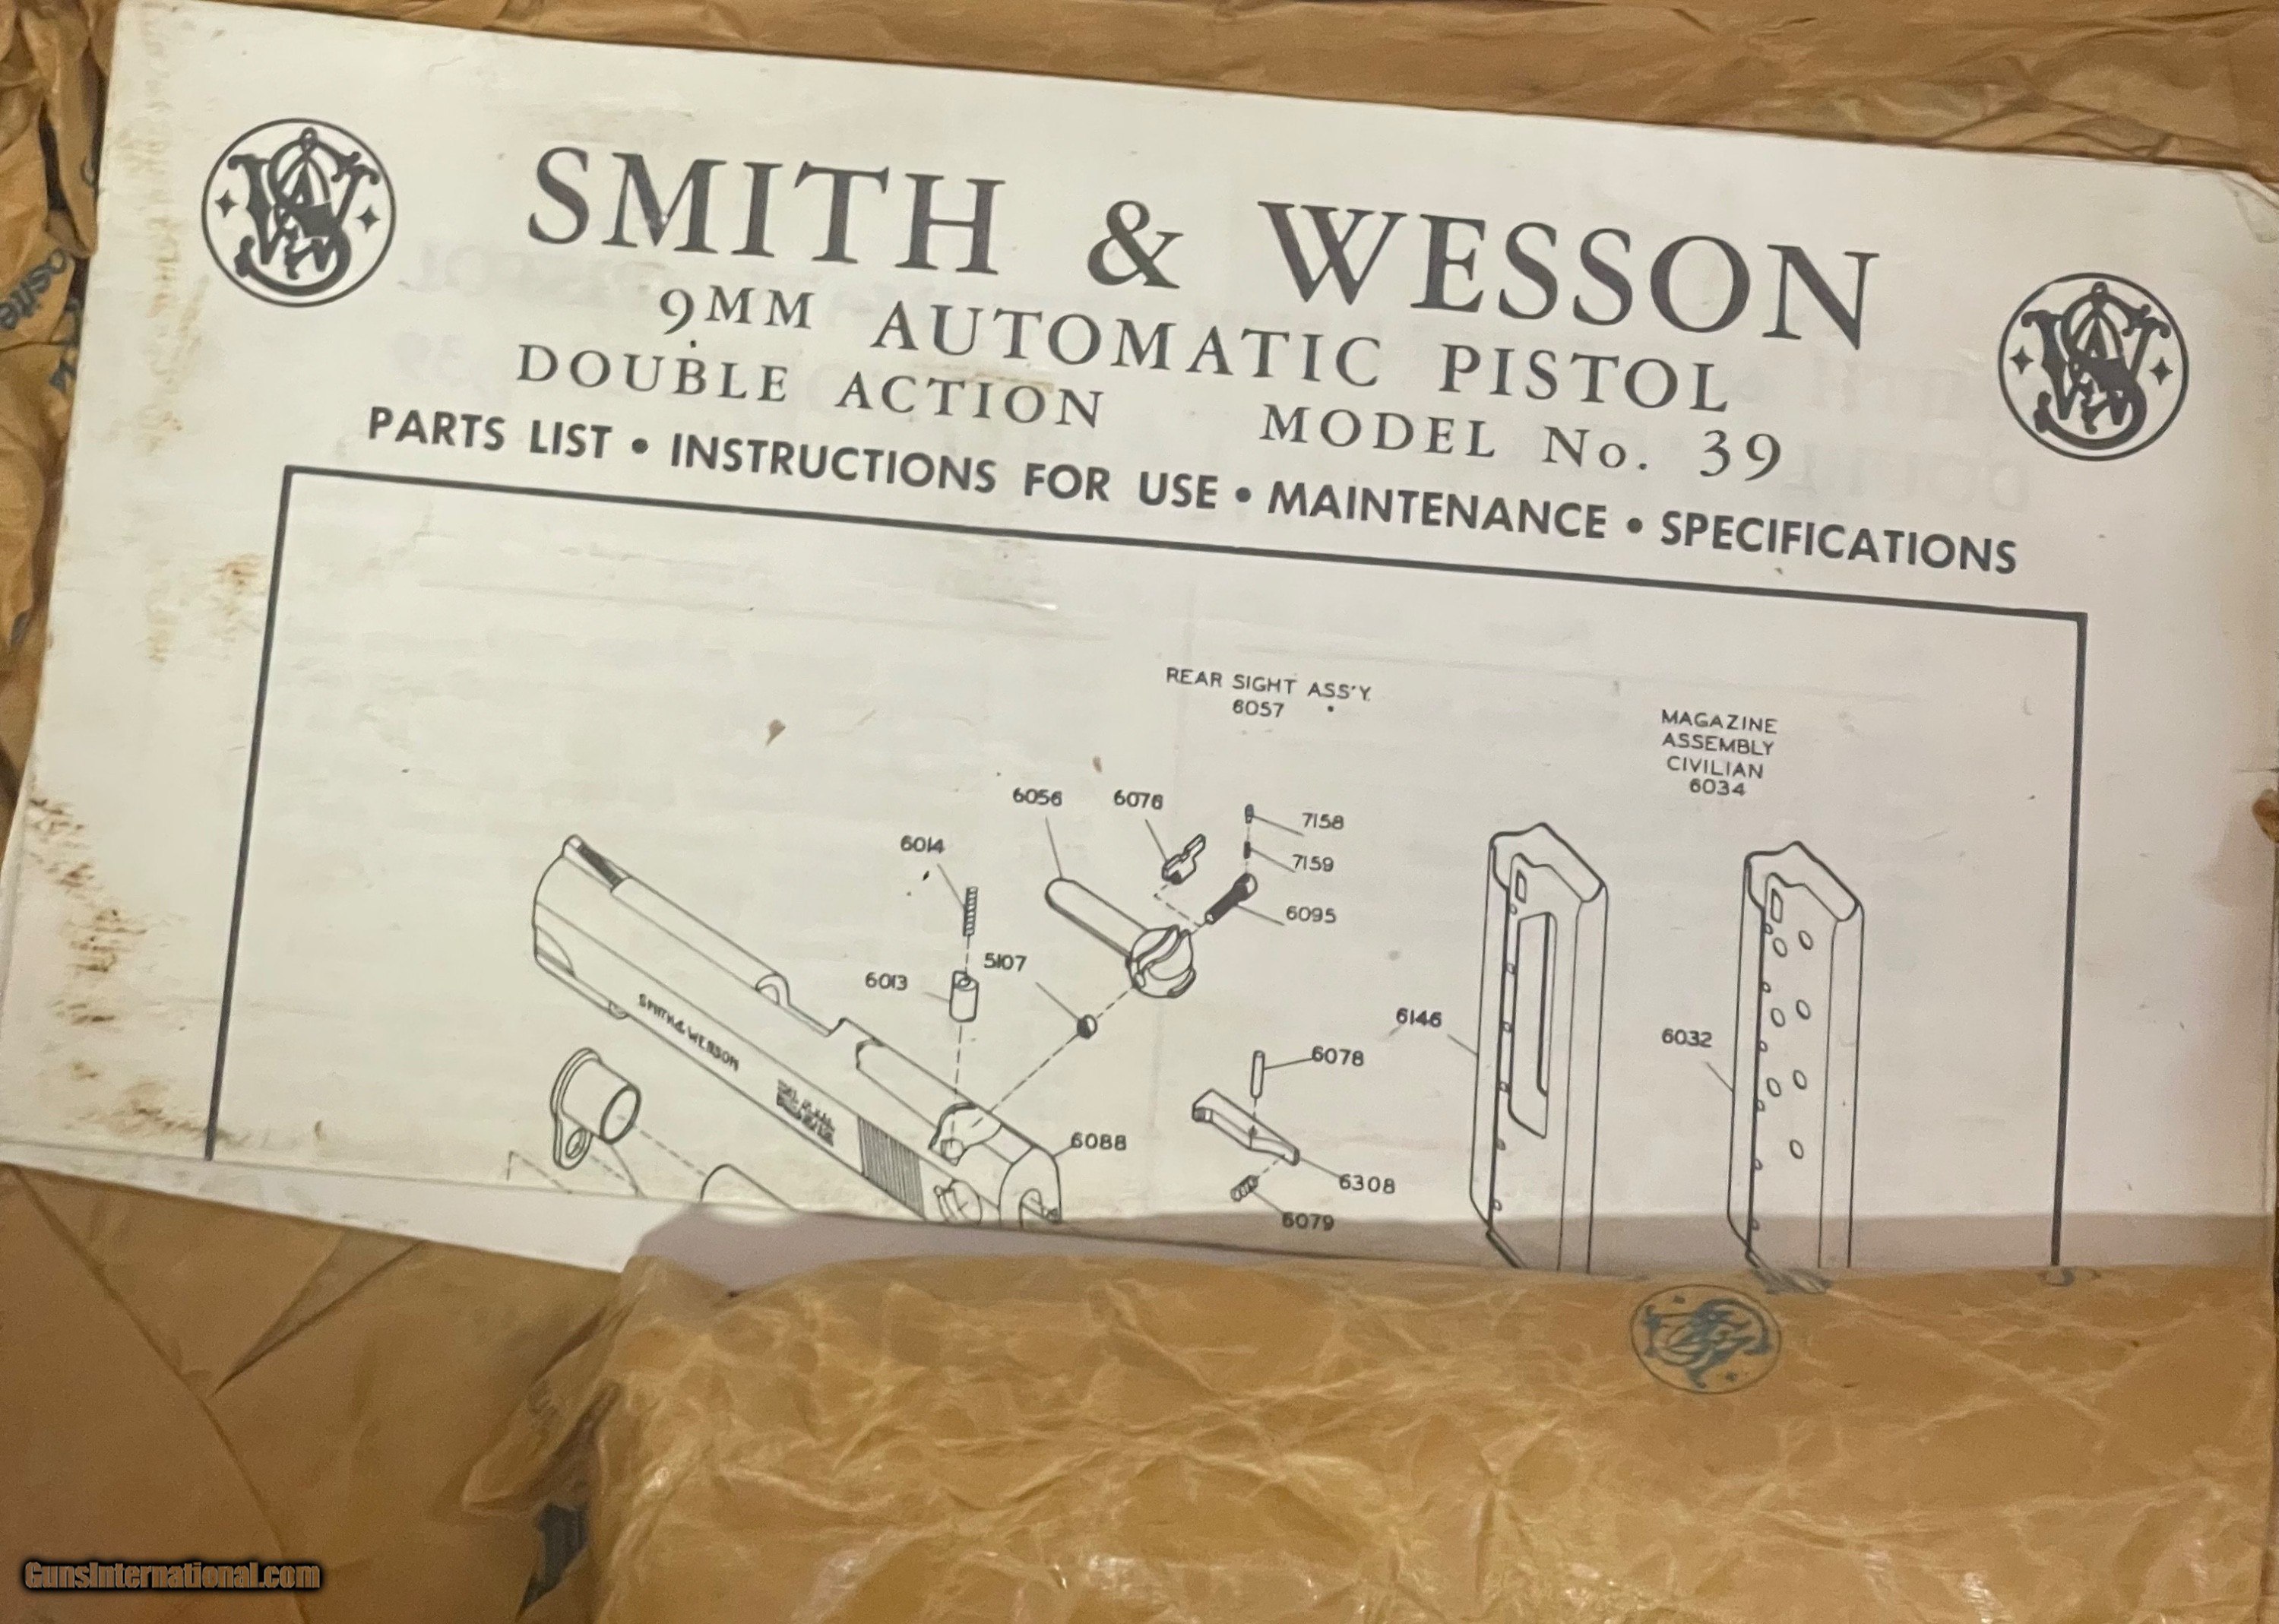 SMITH & WESSON
9MM AUTOMATIC PISTOL
DOUBLE ACTION MODEL No. 39
PARTS LIST • INSTRUCTIONS FOR USE • MAINTENANCE • SPECIFICATIONS
REAR SIGHT ASS'Y.
6057
MAGAZINE
ASSEMBLY
CIVILIAN
6034
6056
6076
7158
6014
7159
6095
6013
5107
6146
6032
SMITH & WESSON
6078
6088
6308
6079
GunsInternational.com